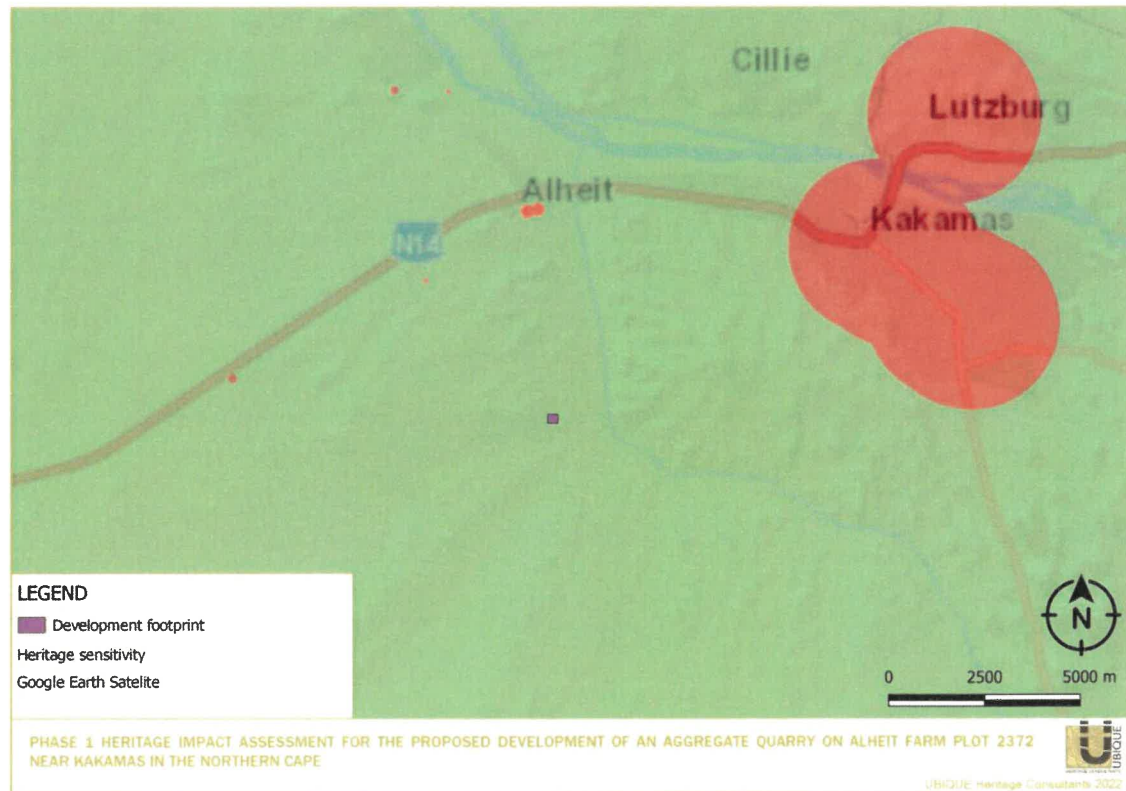 Cillie
Lutzburg
Alheit
Kakamas
N14
LEGEND
Development footprint
Heritage sensitivity
Google Earth Satelite
N
0 2500 5000 m
PHASE 1 HERITAGE IMPACT ASSESSMENT FOR THE PROPOSED DEVELOPMENT OF AN AGGREGATE QUARRY ON ALHEIT FARM PLOT 2372
NEAR KAKAMAS IN THE NORTHERN CAPE
UBIQUE
UBIQUE Heritage Consultants 2022